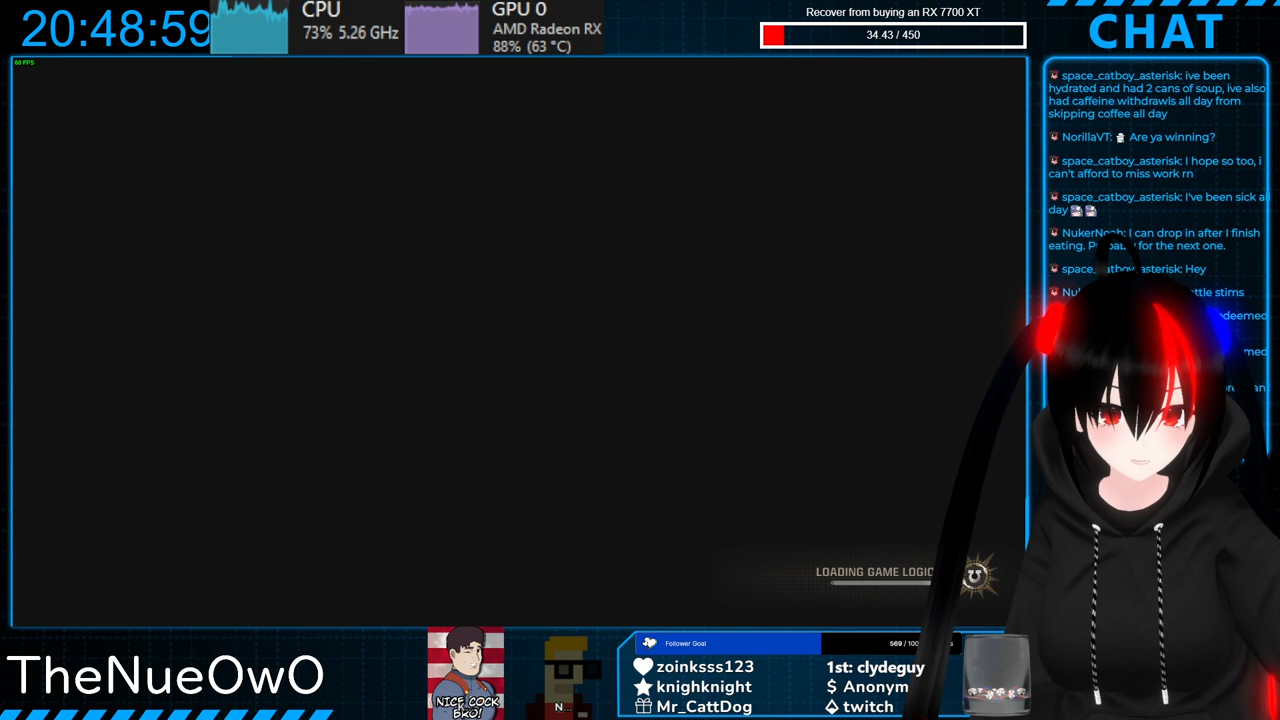 20:48:59
CPU
73% 5.26 GHz
GPU 0
AMD Radeon RX
88% (63 °C)
Recover from buying an RX 7700 XT
34.43 / 450
CHAT
60 FPS
space_catboy_asterisk: ive been
hydrated and had 2 cans of soup, ive also
had caffeine withdrawls all day from
skipping coffee all day
NorillaVT: Are ya winning?
space_catboy_asterisk: I hope so too, i
can't afford to miss work rn
space_catboy_asterisk: I've been sick all
day
NukerNoah: I can drop in after I finish
eating. for the next one.
Hey
stims
LOADING GAME LOGIC
TheNueOwO
NICE COCK
BRO!
N...
Follower Goal
zoinksss123
knighknight
Mr_CattDog
1st: clydeguy
$ Anonym
twitch